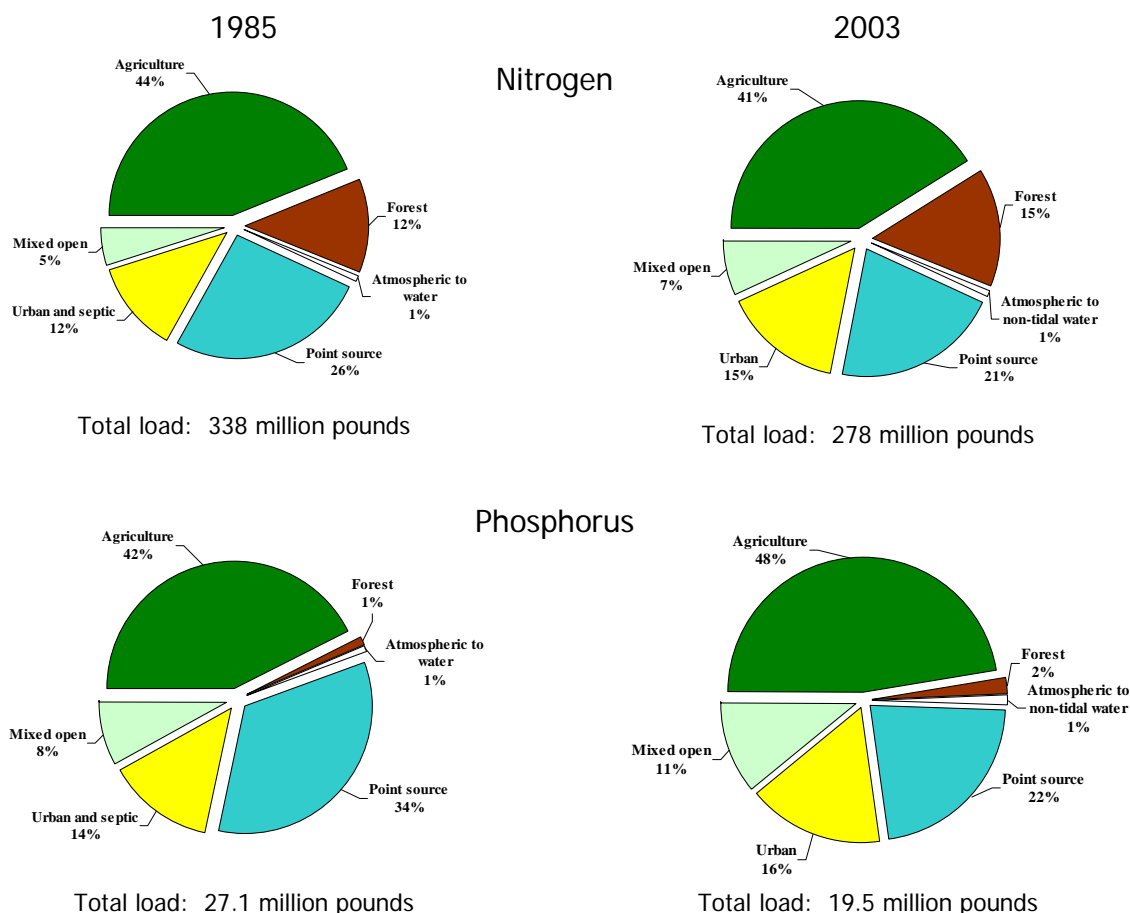 1985
2003
Nitrogen
Agriculture
44%
Forest
12%
Atmospheric to
water
1%
Point source
26%
Urban and septic
12%
Mixed open
5%
Total load: 338 million pounds
Agriculture
41%
Forest
15%
Atmospheric to
non-tidal water
1%
Point source
21%
Urban
15%
Mixed open
7%
Total load: 278 million pounds
Phosphorus
Agriculture
42%
Forest
1%
Atmospheric to
water
1%
Point source
34%
Urban and septic
14%
Mixed open
8%
Total load: 27.1 million pounds
Agriculture
48%
Forest
2%
Atmospheric to
non-tidal water
1%
Point source
22%
Urban
16%
Mixed open
11%
Total load: 19.5 million pounds